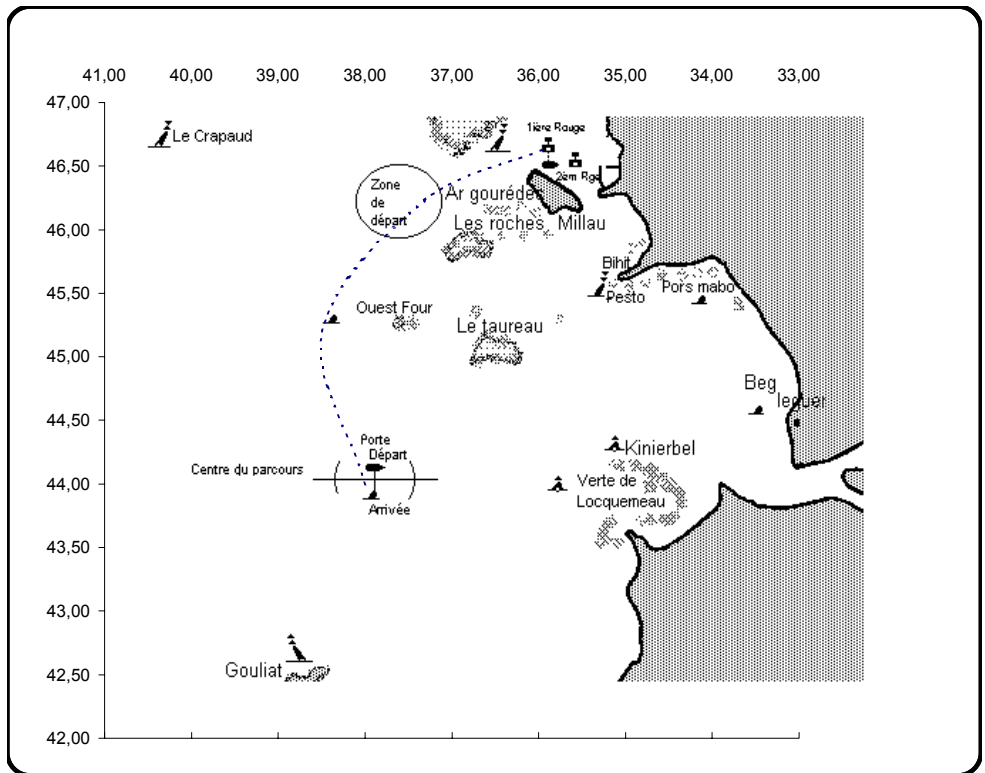 41,00 40,00 39,00 38,00 37,00 36,00 35,00 34,00 33,00
47,00
46,50
46,00
45,50
45,00
44,50
44,00
43,50
43,00
42,50
42,00
Le Crapaud
1ière Rouge
2èm Rge
Zone
de
départ
Ar gourédec
Les roches
Millau
Bihit
Pesto
Pors mabo
Ouest Four
Le taureau
Beg
leguer
Porte
Départ
Centre du parcours
Arrivée
Kinierbel
Verte de
Locquemeau
Gouliat